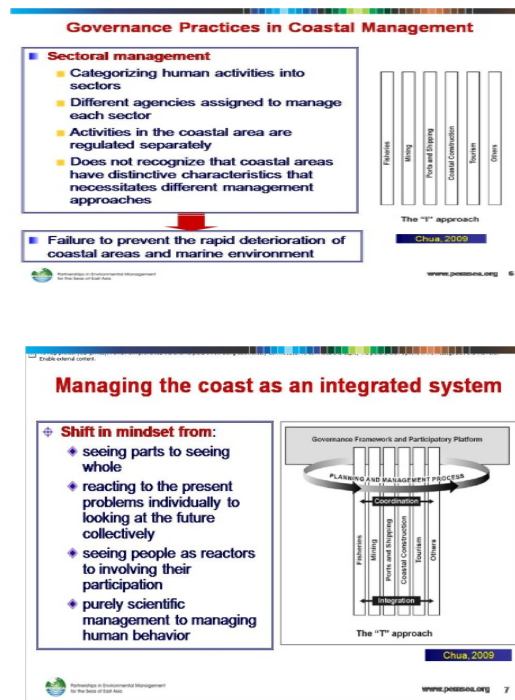 Governance Practices in Coastal Management
Sectoral management
Categorizing human activities into
sectors
Different agencies assigned to manage
each sector
Activities in the coastal area are
regulated separately
Does not recognize that coastal areas
have distinctive characteristics that
necessitates different management
approaches
Failure to prevent the rapid deterioration of
coastal areas and marine environment
Fisheries
Mining
Ports and Shipping
Coastal Construction
Tourism
Others
The "I" approach
Chua, 2009
Partnerships in Environmental Management
for the Seas of East Asia
www.pemsea.org 6
Enable external content.
Managing the coast as an integrated system
Shift in mindset from:
seeing parts to seeing
whole
reacting to the present
problems individually to
looking at the future
collectively
seeing people as reactors
to involving their
participation
purely scientific
management to managing
human behavior
Governance Framework and Participatory Platform
PLANNING AND MANAGEMENT PROCESS
Coordination
Fisheries
Mining
Ports and Shipping
Coastal Construction
Tourism
Others
Integration
The "T" approach
Chua, 2009
Partnerships in Environmental Management
for the Seas of East Asia
www.pemsea.org 7